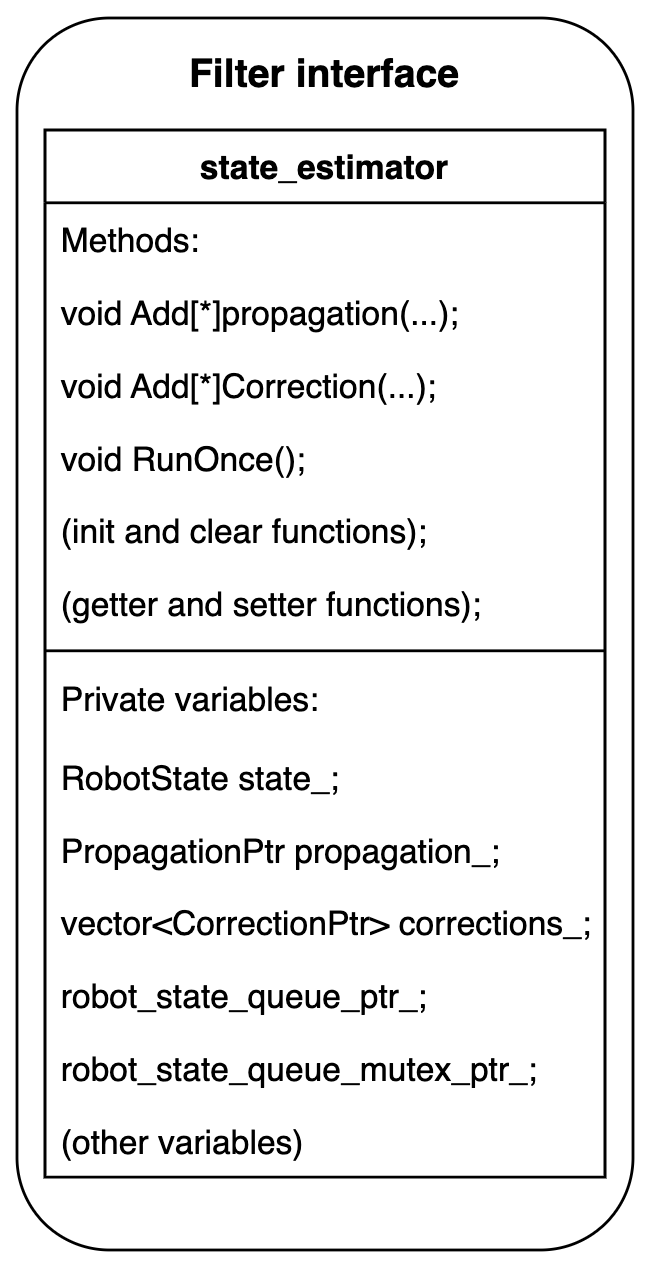 Filter interface
state_estimator
Methods:
void Add[*]propagation(...);
void Add[*]Correction(...);
void RunOnce();
(init and clear functions);
(getter and setter functions);
Private variables:
RobotState state_;
PropagationPtr propagation_;
vector<CorrectionPtr> corrections_;
robot_state_queue_ptr_;
robot_state_queue_mutex_ptr_;
(other variables)